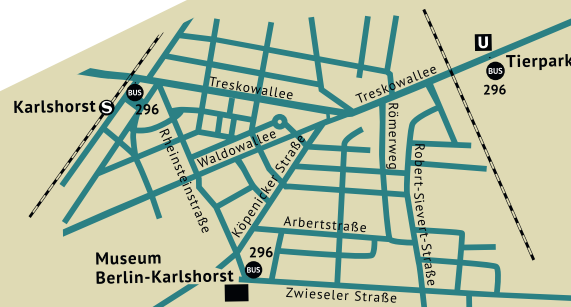 U
Tierpark
BUS
296
Treskowallee
Treskowallee
Karlshorst S
BUS
296
Waldowallee
Rheinsteinstraße
Köpenicker Straße
Römerweg
Robert-Sievert-Straße
Arbertstraße
296
BUS
Museum
Berlin-Karlshorst
Zwieseler Straße